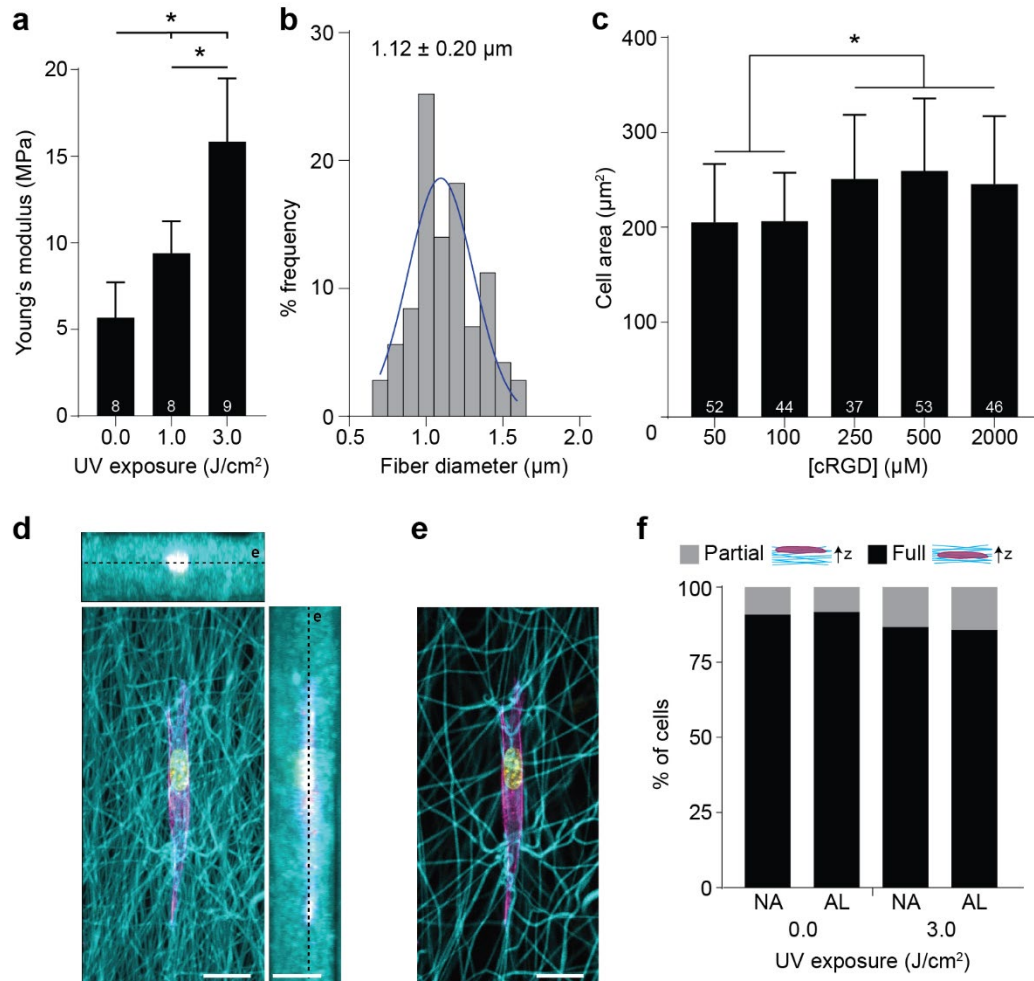 a
*
*
Young's modulus (MPa)
20
15
10
5
0
8
8
9
0.0
1.0
3.0
UV exposure (J/cm²)
b
1.12 ± 0.20 µm
% frequency
30
20
10
0
0.5
1.0
1.5
2.0
Fiber diameter (µm)
c
*
Cell area (µm²)
400
300
200
100
0
52
44
37
53
46
50
100
250
500
2000
[cRGD] (µM)
d
e
e
e
f
Partial
z
Full
z
% of cells
100
75
50
25
0
NA
AL
NA
AL
0.0
3.0
UV exposure (J/cm²)